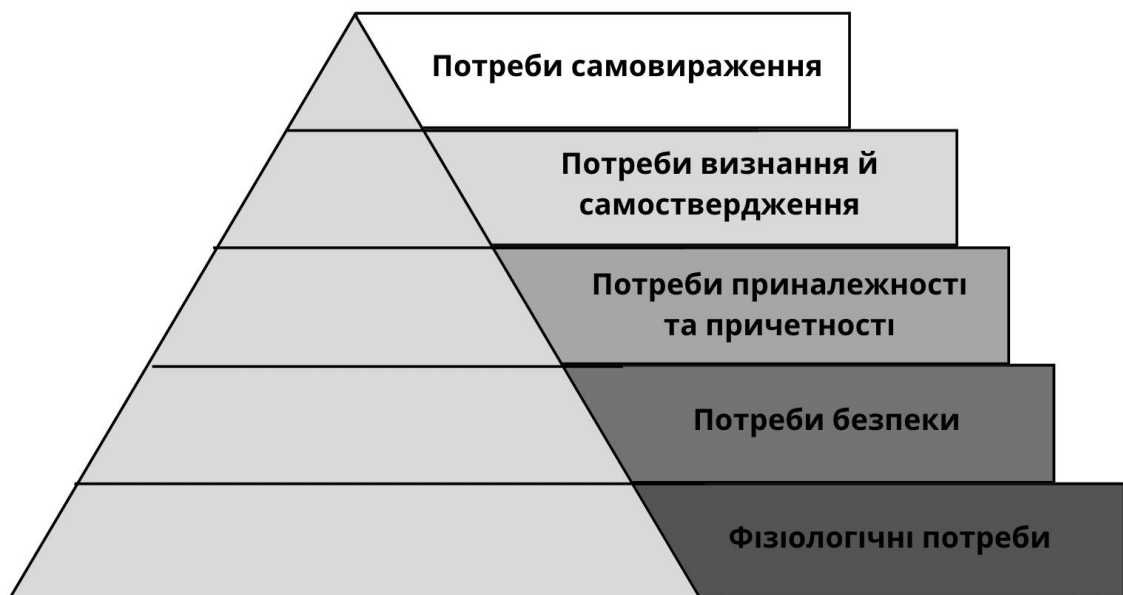 Потреби самовираження
Потреби визнання й
самоствердження
Потреби приналежності
та причетності
Потреби безпеки
Фізіологічні потреби